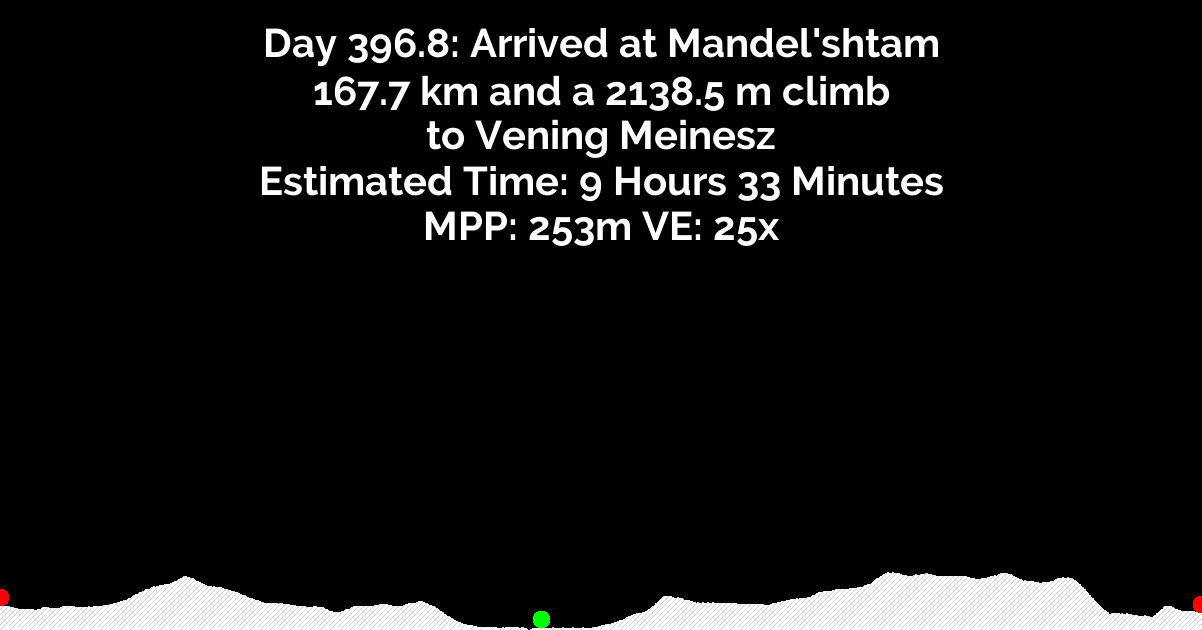 Day 396.8: Arrived at Mandel'shtam
167.7 km and a 2138.5 m climb
to Vening Meinesz
Estimated Time: 9 Hours 33 Minutes
MPP: 253m VE: 25x